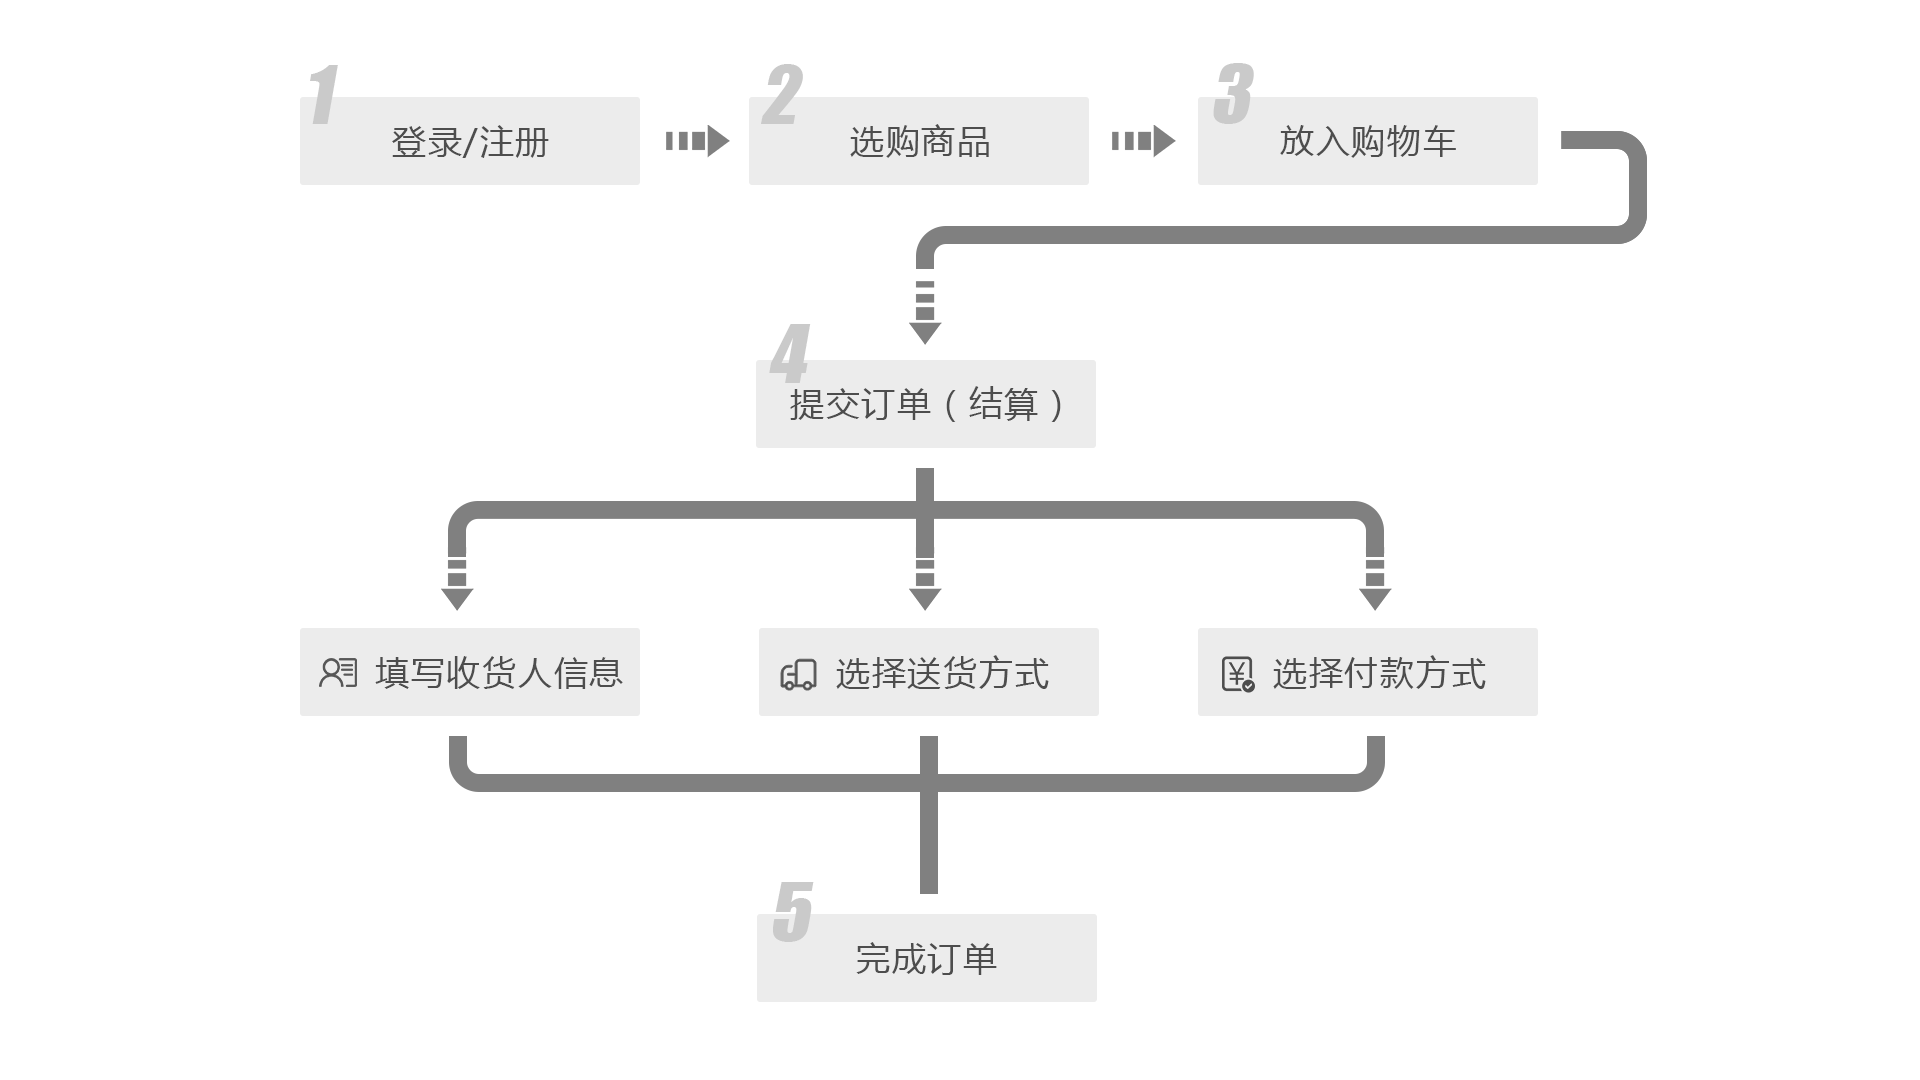 1
登录/注册
2
选购商品
3
放入购物车
4
提交订单（结算）
填写收货人信息
选择送货方式
¥
选择付款方式
5
完成订单